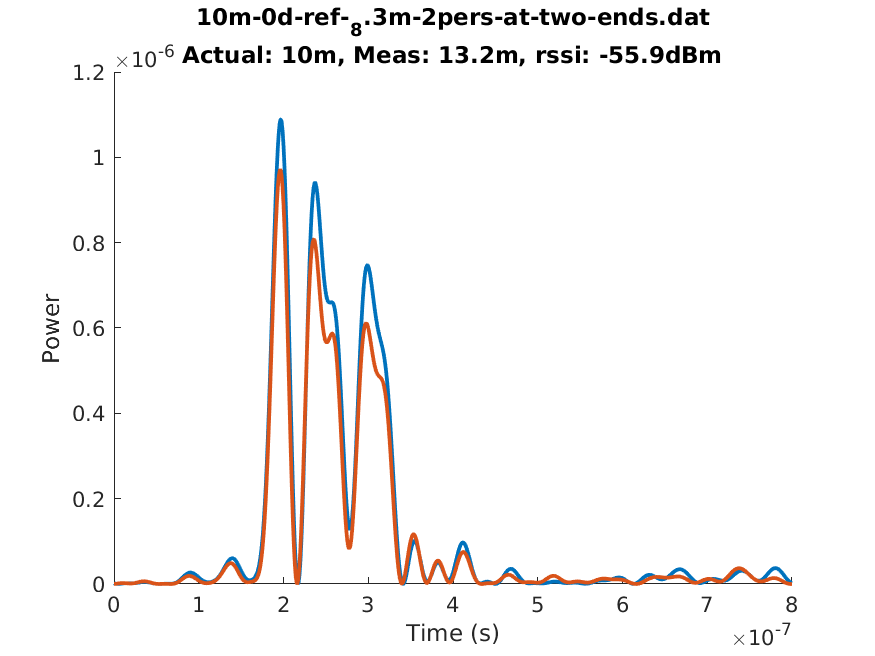 10m-0d-ref-₈.3m-2pers-at-two-ends.dat
Actual: 10m, Meas: 13.2m, rssi: -55.9dBm
×10⁻⁶
1.2
1
0.8
0.6
0.4
0.2
0
Power
0 1 2 3 4 5 6 7 8
Time (s)
×10⁻⁷